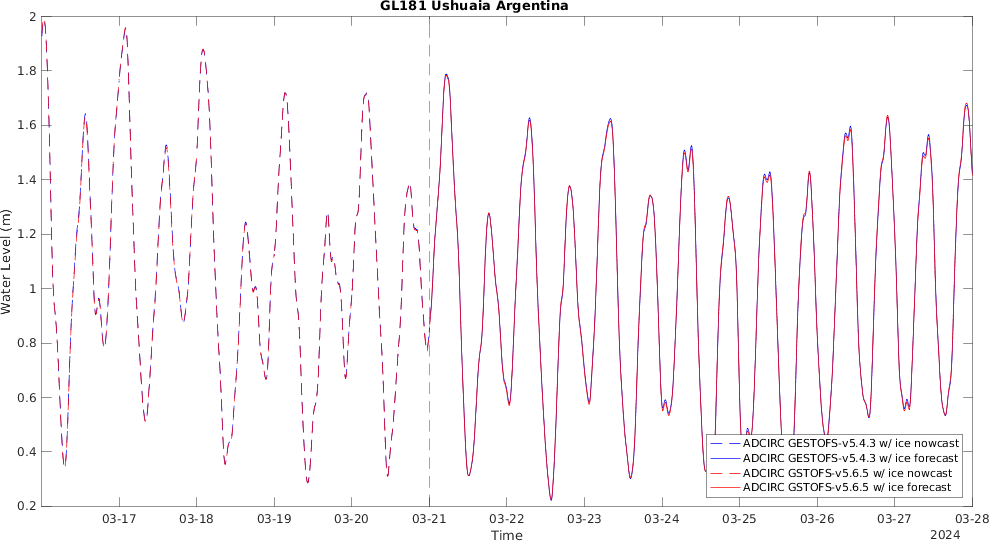 GL181 Ushuaia Argentina
2
1.8
1.6
1.4
1.2
1
0.8
0.6
0.4
0.2
Water Level (m)
ADCIRC GESTOFS-v5.4.3 w/ ice nowcast
ADCIRC GESTOFS-v5.4.3 w/ ice forecast
ADCIRC GSTOFS-v5.6.5 w/ ice nowcast
ADCIRC GSTOFS-v5.6.5 w/ ice forecast
03-17 03-18 03-19 03-20 03-21 03-22 03-23 03-24 03-25 03-26 03-27 03-28
Time
2024